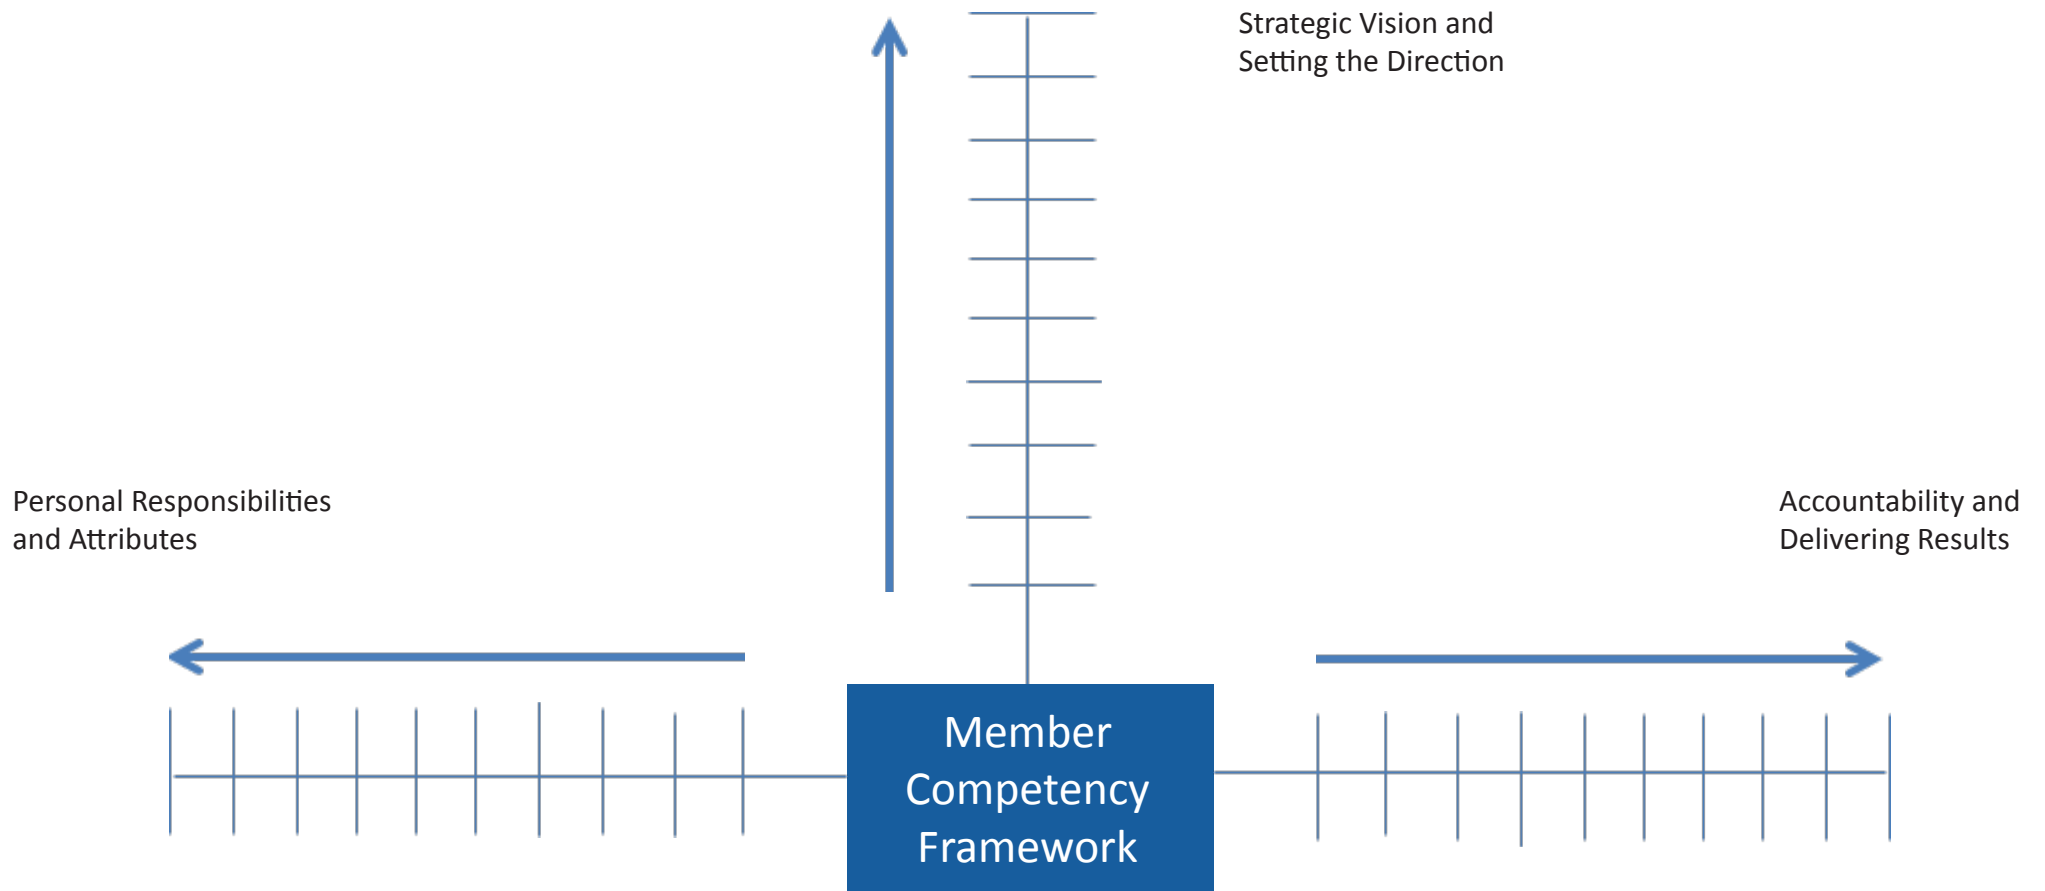 Strategic Vision and
Setting the Direction
Personal Responsibilities
and Attributes
Accountability and
Delivering Results
Member
Competency
Framework